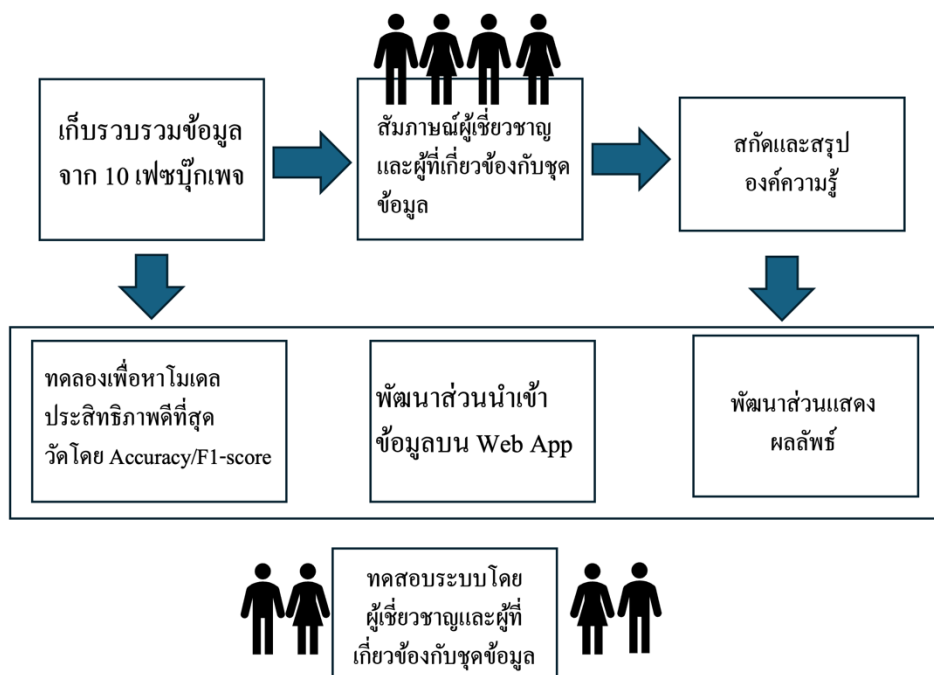 เก็บรวบรวมข้อมูล
จาก 10 เฟซบุ๊กเพจ
สัมภาษณ์ผู้เชี่ยวชาญ
และผู้ที่เกี่ยวข้องกับชุด
ข้อมูล
สกัดและสรุป
องค์ความรู้
ทดลองเพื่อหาโมเดล
ประสิทธิภาพดีที่สุด
วัดโดย Accuracy/F1-score
พัฒนาส่วนนำเข้า
ข้อมูลบน Web App
พัฒนาส่วนแสดง
ผลลัพธ์
ทดสอบระบบโดย
ผู้เชี่ยวชาญและผู้ที่
เกี่ยวข้องกับชุดข้อมูล